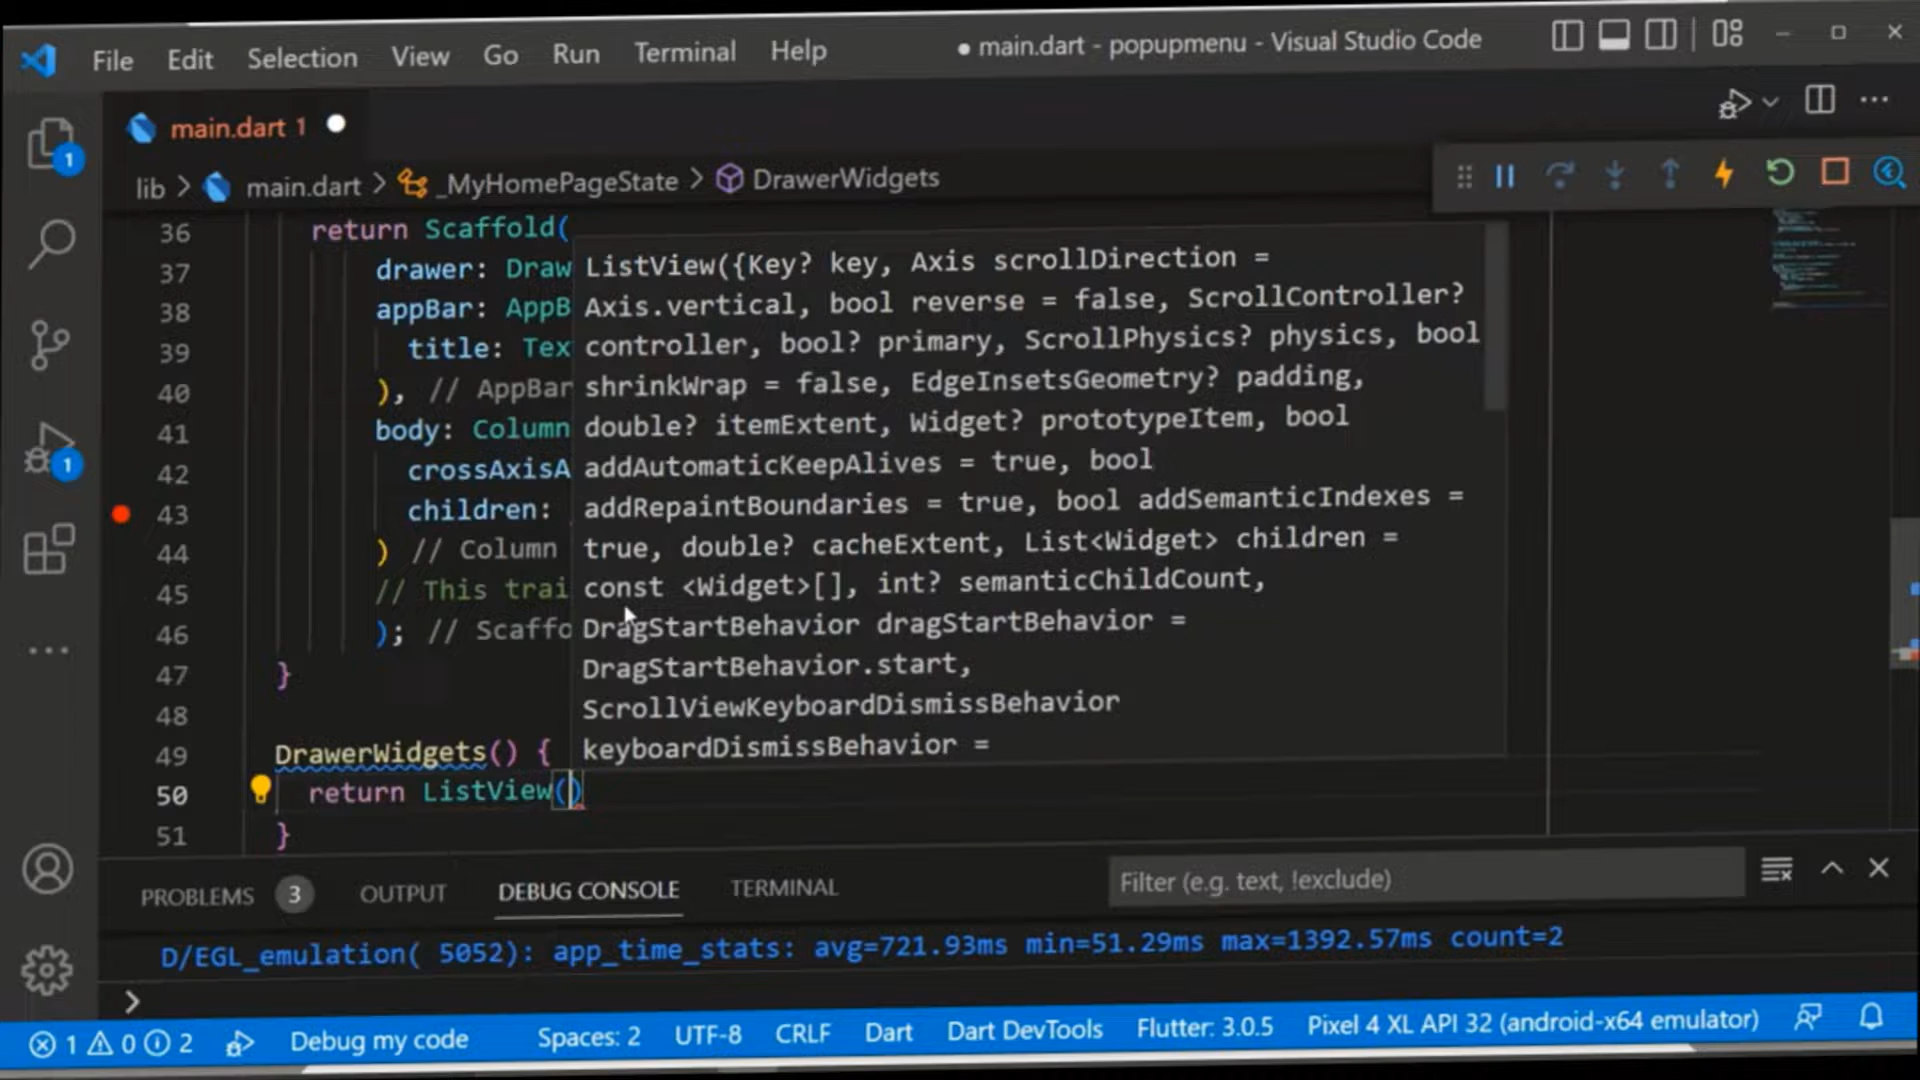 File Edit Selection View Go Run Terminal Help ● main.dart - popupmenu - Visual Studio Code
main.dart 1
lib > main.dart > _MyHomePageState > DrawerWidgets
1
36 return Scaffold(
37 drawer: Draw
38 appBar: AppB
39 title: Tex
40 ), // AppBar
41 body: Column
42 crossAxisA
43 children:
44 ) // Column
45 // This trai
46 ); // Scaffo
47 }
48
49 DrawerWidgets() {
50 return ListView()
51 }
ListView({Key? key, Axis scrollDirection =
Axis.vertical, bool reverse = false, ScrollController?
controller, bool? primary, ScrollPhysics? physics, bool
shrinkWrap = false, EdgeInsetsGeometry? padding,
double? itemExtent, Widget? prototypeItem, bool
addAutomaticKeepAlives = true, bool
addRepaintBoundaries = true, bool addSemanticIndexes =
true, double? cacheExtent, List<Widget> children =
const <Widget>[], int? semanticChildCount,
DragStartBehavior dragStartBehavior =
DragStartBehavior.start,
ScrollViewKeyboardDismissBehavior
keyboardDismissBehavior =
1
PROBLEMS 3 OUTPUT DEBUG CONSOLE TERMINAL Filter (e.g. text, !exclude)
D/EGL_emulation( 5052): app_time_stats: avg=721.93ms min=51.29ms max=1392.57ms count=2
>
1 0 2 Debug my code Spaces: 2 UTF-8 CRLF Dart Dart DevTools Flutter: 3.0.5 Pixel 4 XL API 32 (android-x64 emulator)